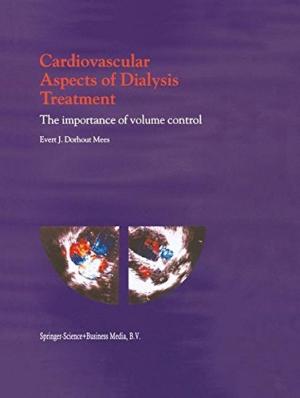 Cardiovascular
Aspects of Dialysis
Treatment
The importance of volume control
Evert J. Dorhout Mees
Springer-Science+Business Media, B.V.